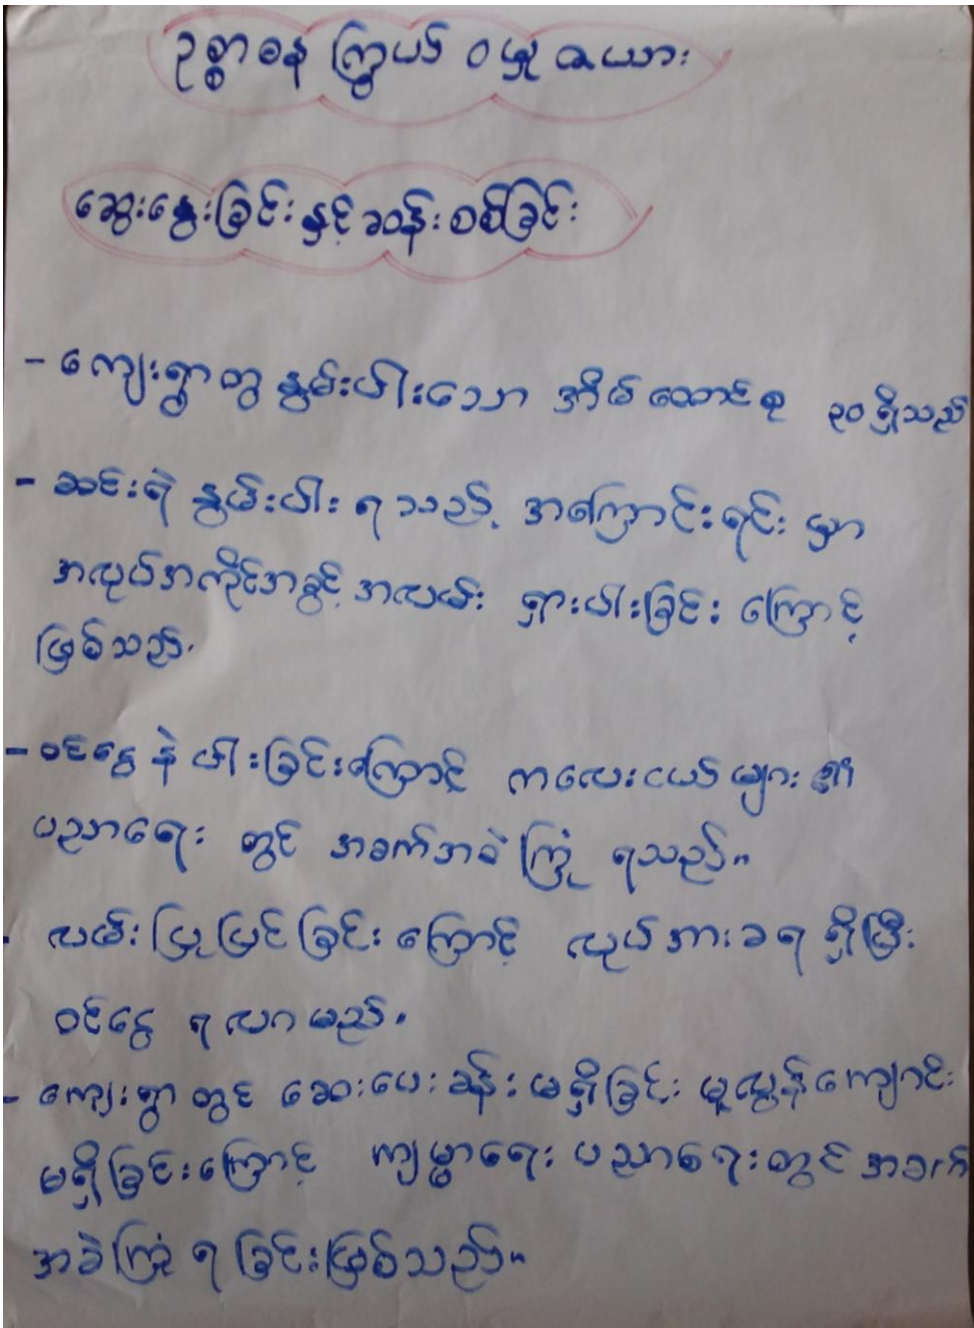 ဥစ္စာဓန ကြွယ်ဝမှု ဇယား
ဆွေးနွေးခြင်း နှင့် ဆန်းစစ်ခြင်း
- ကျေးရွာတွ နွမ်းပါးသော အိမ်ထောင်စု ၃၀ ရှိသည်
- ဆင်းရဲ နွမ်းပါး ရသည့် အကြောင်းရင်း မှာ
အလုပ်အကိုင်အခွင့် အလမ်း ရှားပါးခြင်း ကြောင့်
ဖြစ်သည်.
- ဝင်ငွေ နဲ ပါးခြင်းကြောင့် ကလေးငယ် များ ၏
ပညာရေး တွင် အခက်အခဲ ကြုံ ရသည်။
- လမ်း ပြုပြင် ခြင်း ကြောင့် လုပ်အားခ ရ ရှိပြီး
ဝင်ငွေ ရ လာ မည်.
- ကျေးရွာ တွင် ဆေးပေးခန်း မရှိခြင်း မူလွန်ကျောင်း
မရှိခြင်းကြောင့် ကျမ္မာရေး ပညာရေးတွင် အခက်
အခဲကြုံ ရ ခြင်းဖြစ်သည်။